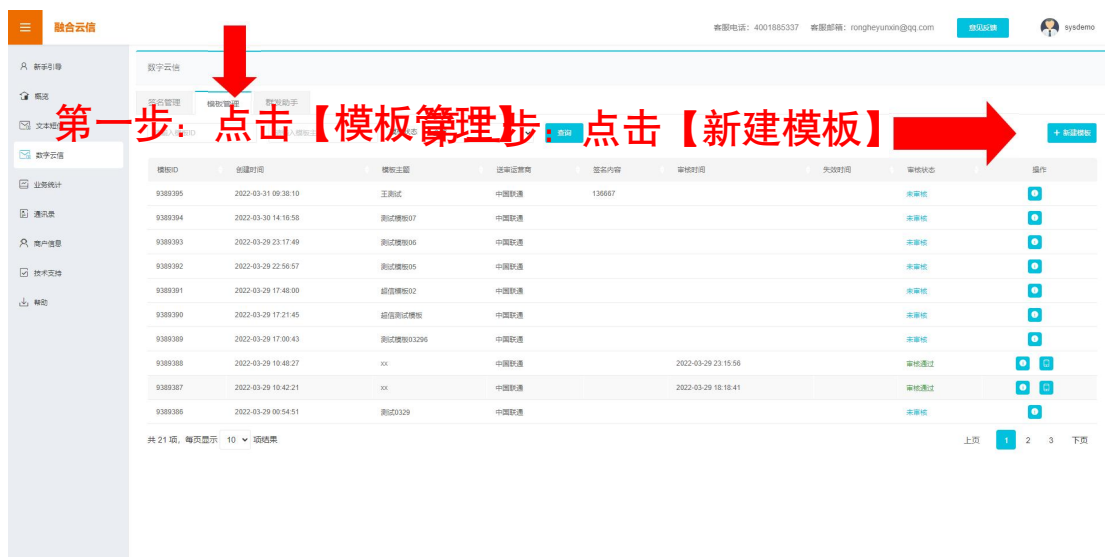 融合云信
客服电话：4001885337 客服邮箱：rongheyunxin@qq.com 意见反馈 sysdemo
新手引导
概览
文本短信
数字云信
业务统计
通讯录
商户信息
技术支持
帮助
数字云信
签名管理 模板管理 群发助手
第一步：点击【模板管理】
步：点击【新建模板】
查询 + 新建模板
模板ID 创建时间 模板主题 送审运营商 签名内容 审核时间 失效时间 审核状态 操作
9389395 2022-03-31 09:38:10 王测试 中国联通 136667 未审核
9389394 2022-03-30 14:16:58 测试模板07 中国联通 未审核
9389393 2022-03-29 23:17:49 测试模板06 中国联通 未审核
9389392 2022-03-29 22:56:57 测试模板05 中国联通 未审核
9389391 2022-03-29 17:48:00 超信模板02 中国联通 未审核
9389390 2022-03-29 17:21:45 超信测试模板 中国联通 未审核
9389389 2022-03-29 17:00:43 测试模板03296 中国联通 未审核
9389388 2022-03-29 10:48:27 xx 中国联通 2022-03-29 23:15:56 审核通过
9389387 2022-03-29 10:42:21 xx 中国联通 2022-03-29 18:18:41 审核通过
9389386 2022-03-29 00:54:51 测试0329 中国联通 未审核
共 21 项，每页显示 10 项结果 上页 1 2 3 下页